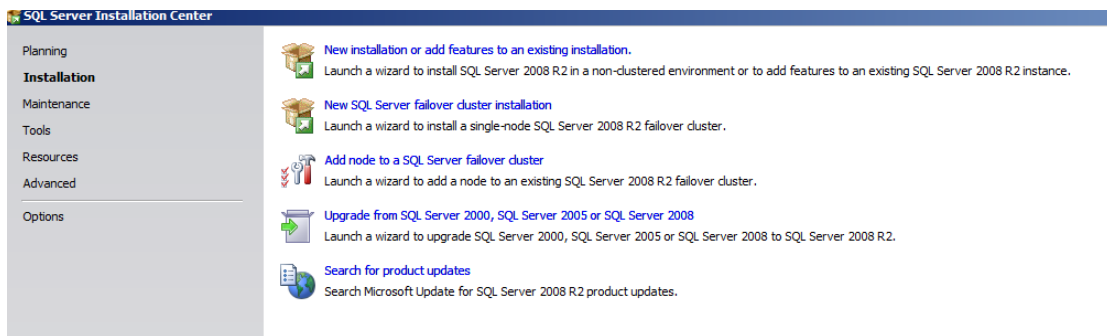 SQL Server Installation Center
Planning
Installation
Maintenance
Tools
Resources
Advanced
Options
New installation or add features to an existing installation.
Launch a wizard to install SQL Server 2008 R2 in a non-clustered environment or to add features to an existing SQL Server 2008 R2 instance.
New SQL Server failover cluster installation
Launch a wizard to install a single-node SQL Server 2008 R2 failover cluster.
Add node to a SQL Server failover cluster
Launch a wizard to add a node to an existing SQL Server 2008 R2 failover cluster.
Upgrade from SQL Server 2000, SQL Server 2005 or SQL Server 2008
Launch a wizard to upgrade SQL Server 2000, SQL Server 2005 or SQL Server 2008 to SQL Server 2008 R2.
Search for product updates
Search Microsoft Update for SQL Server 2008 R2 product updates.